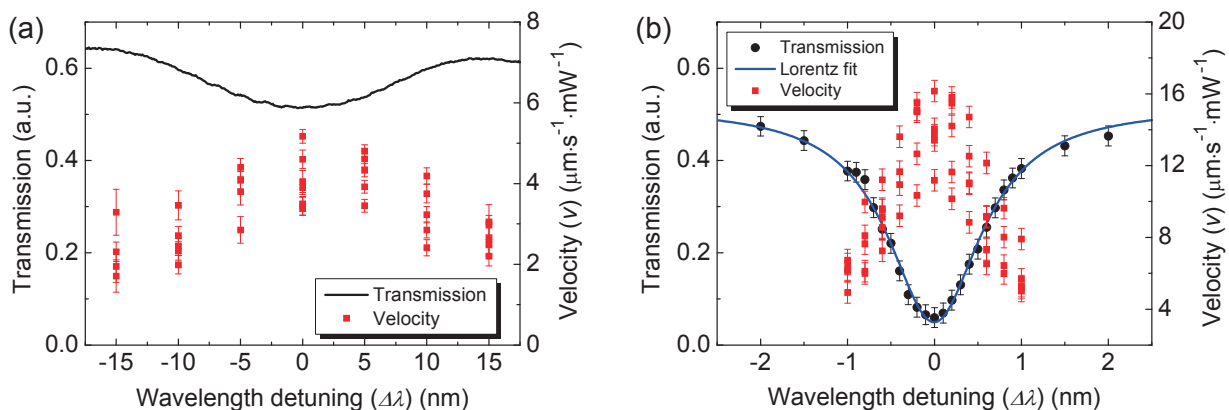 (a)
Transmission (a.u.)
0.6
0.4
0.2
0.0
8
6
4
2
0
Velocity (v) (μm·s⁻¹·mW⁻¹)
Transmission
Velocity
-15 -10 -5 0 5 10 15
Wavelength detuning (Δλ) (nm)
(b)
Transmission (a.u.)
0.6
0.4
0.2
0.0
20
16
12
8
4
Velocity (v) (μm·s⁻¹·mW⁻¹)
Transmission
Lorentz fit
Velocity
-2 -1 0 1 2
Wavelength detuning (Δλ) (nm)